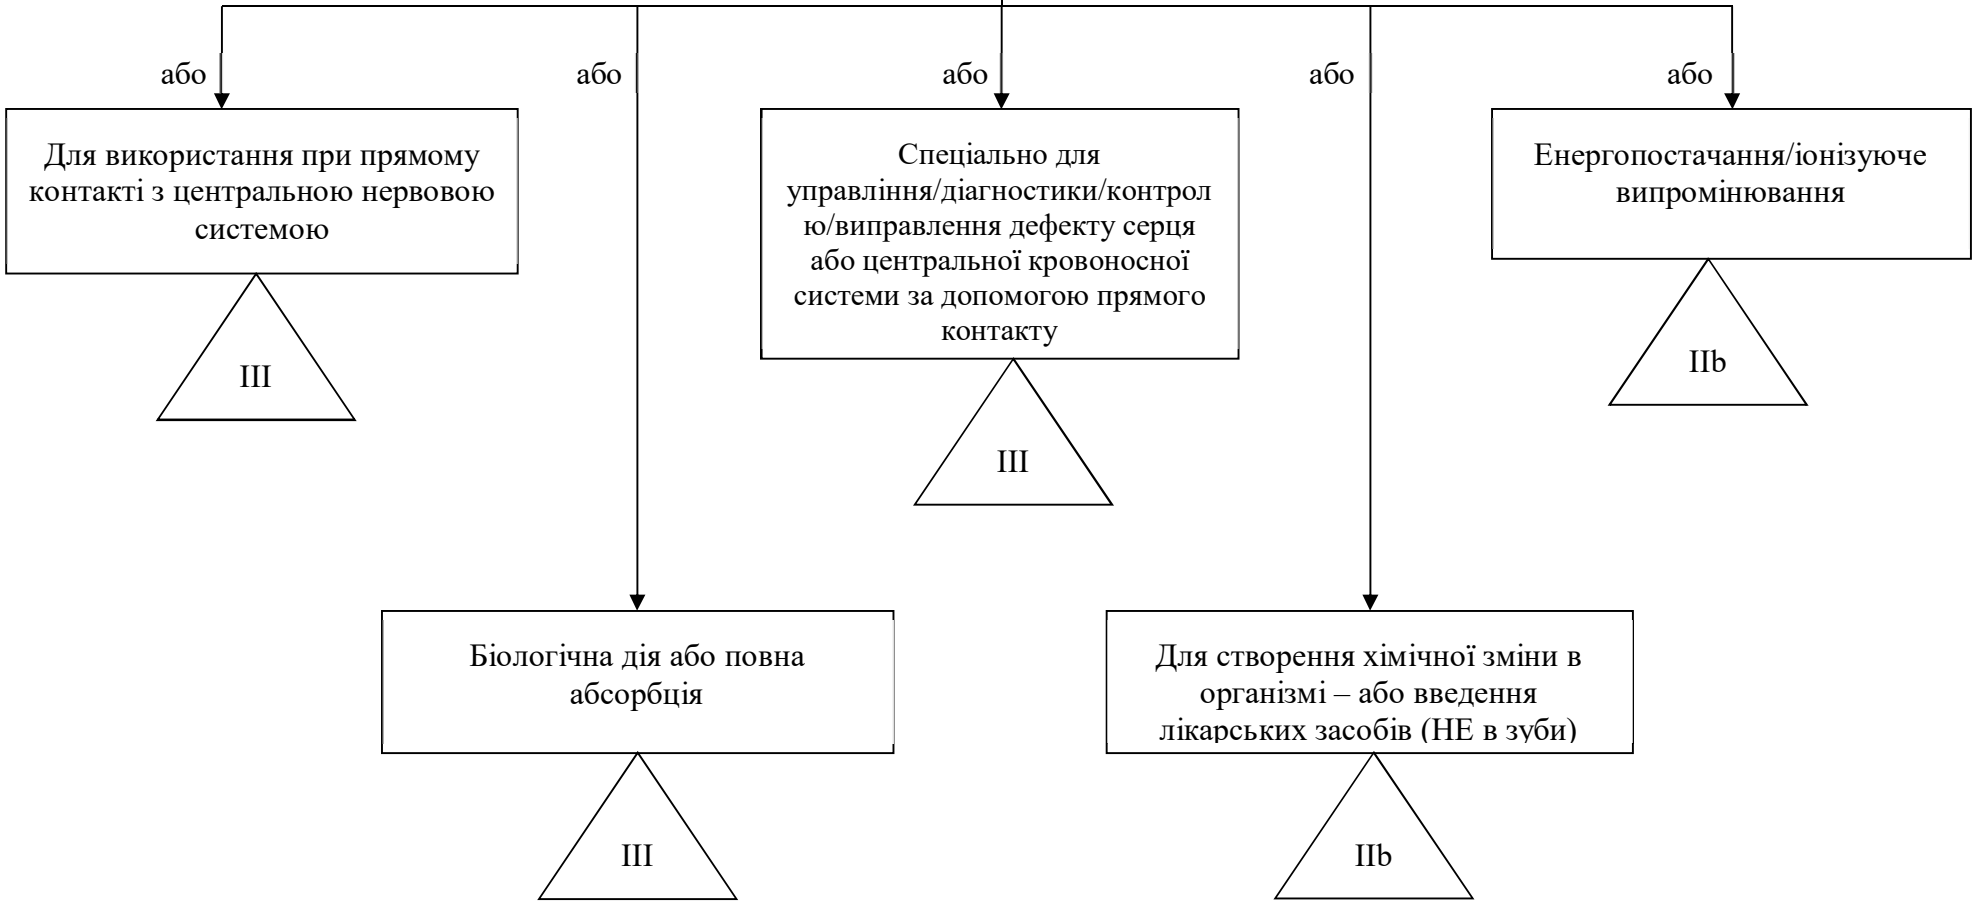 або
або
або
або
або
Для використання при прямому
контакті з центральною нервовою
системою
Спеціально для
управління/діагностики/контрол
ю/виправлення дефекту серця
або центральної кровоносної
системи за допомогою прямого
контакту
Енергопостачання/іонізуюче
випромінювання
III
III
IIb
Біологічна дія або повна
абсорбція
Для створення хімічної зміни в
організмі – або введення
лікарських засобів (НЕ в зуби)
III
IIb